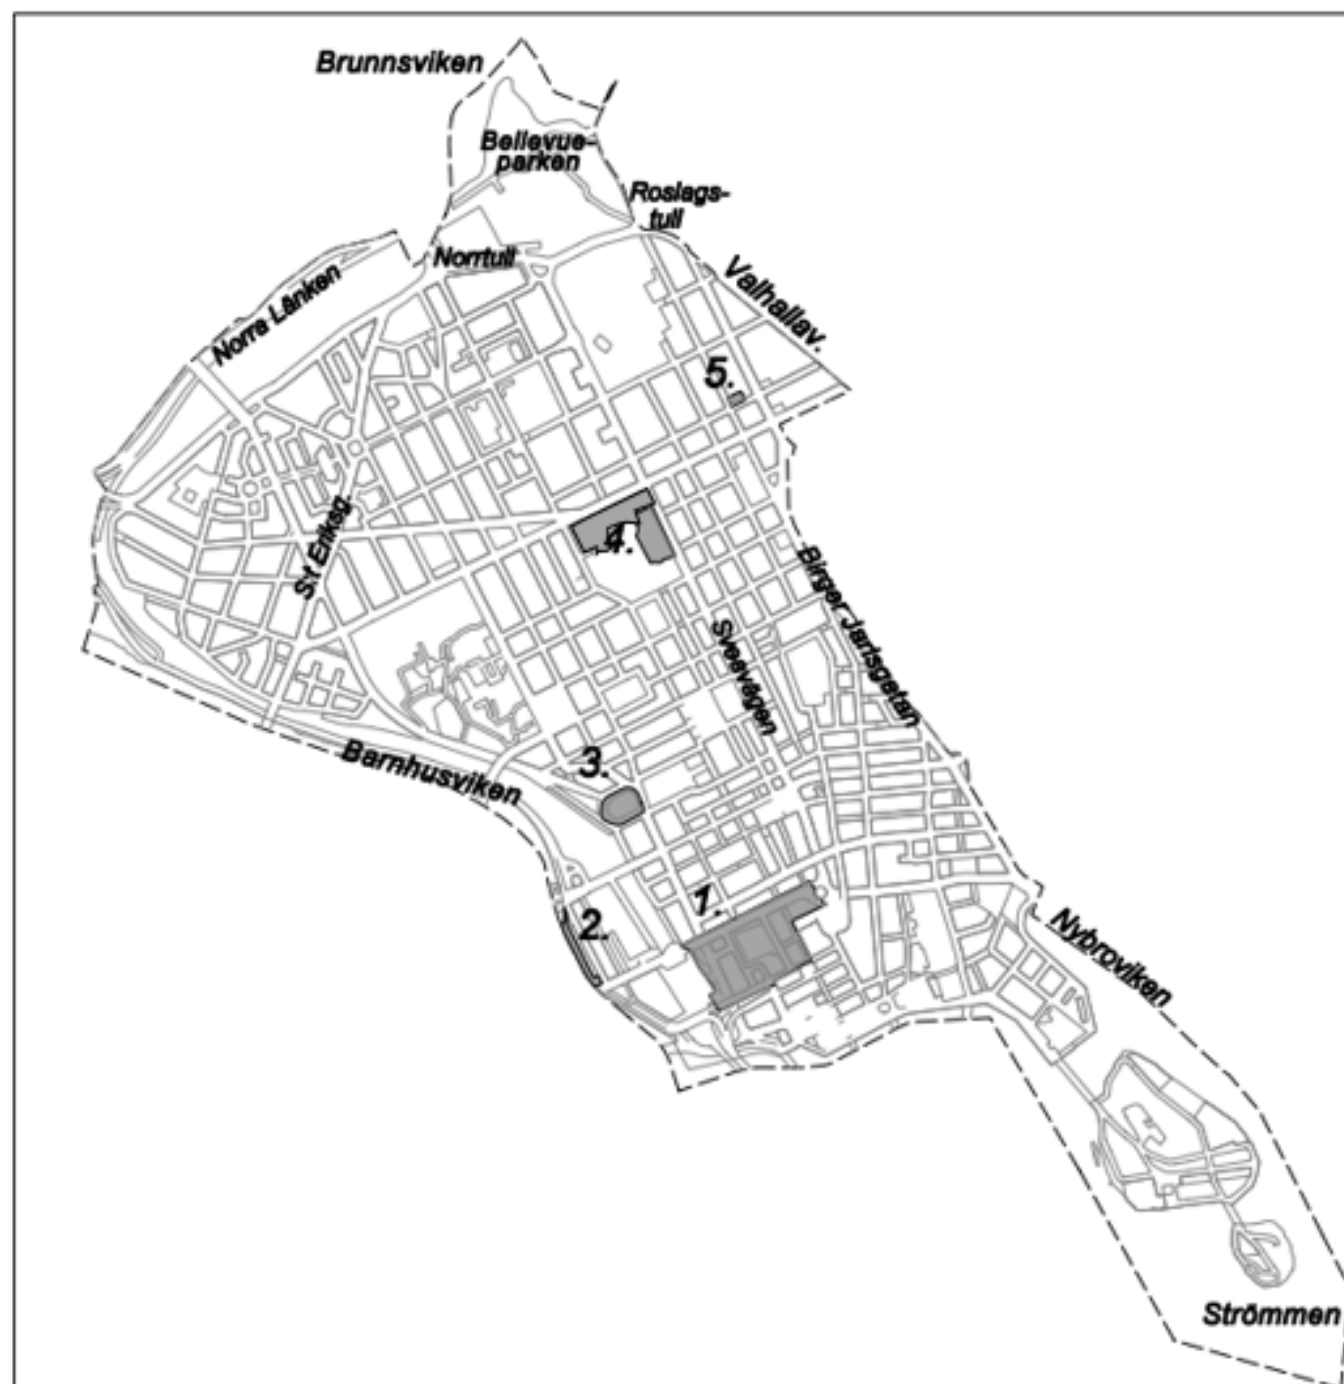 Brunnsviken
Bellevue-
parken
Roslags-
tull
Norrtull
Valhallav.
Norra Länken
5.
S:t Eriksg.
4.
Birger Jarlsgatan
Sveavägen
3.
Barnhusviken
1.
2.
Nybroviken
Strömmen